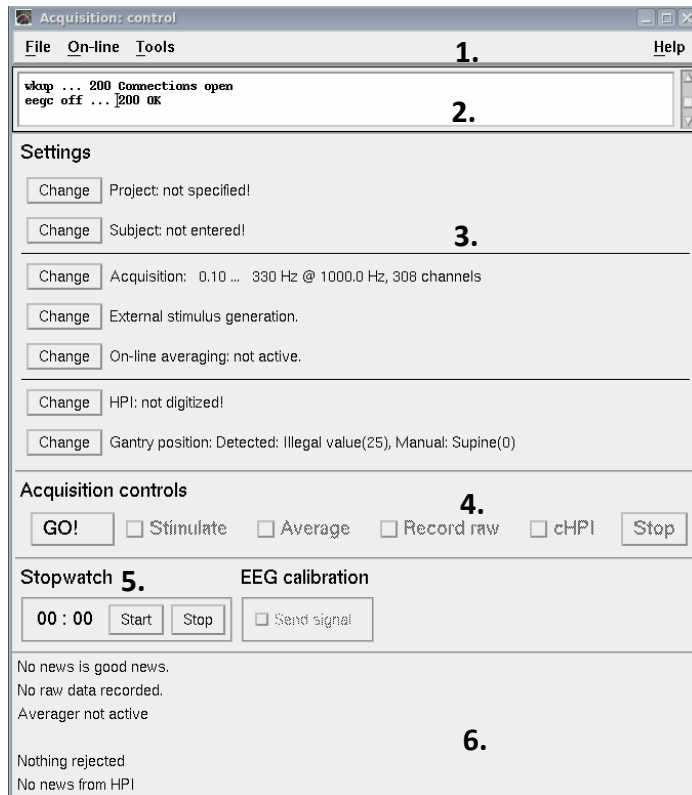 Acquisition: control
File On-line Tools 1. Help
wkup ... 200 Connections open
eegc off ... 200 OK
2.
Settings
Change Project: not specified!
Change Subject: not entered!
3.
Change Acquisition: 0.10 ... 330 Hz @ 1000.0 Hz, 308 channels
Change External stimulus generation.
Change On-line averaging: not active.
Change HPI: not digitized!
Change Gantry position: Detected: Illegal value(25), Manual: Supine(0)
Acquisition controls
4.
GO! Stimulate Average Record raw cHPI Stop
Stopwatch 5. EEG calibration
00 : 00 Start Stop Send signal
No news is good news.
No raw data recorded.
Averager not active
6.
Nothing rejected
No news from HPI